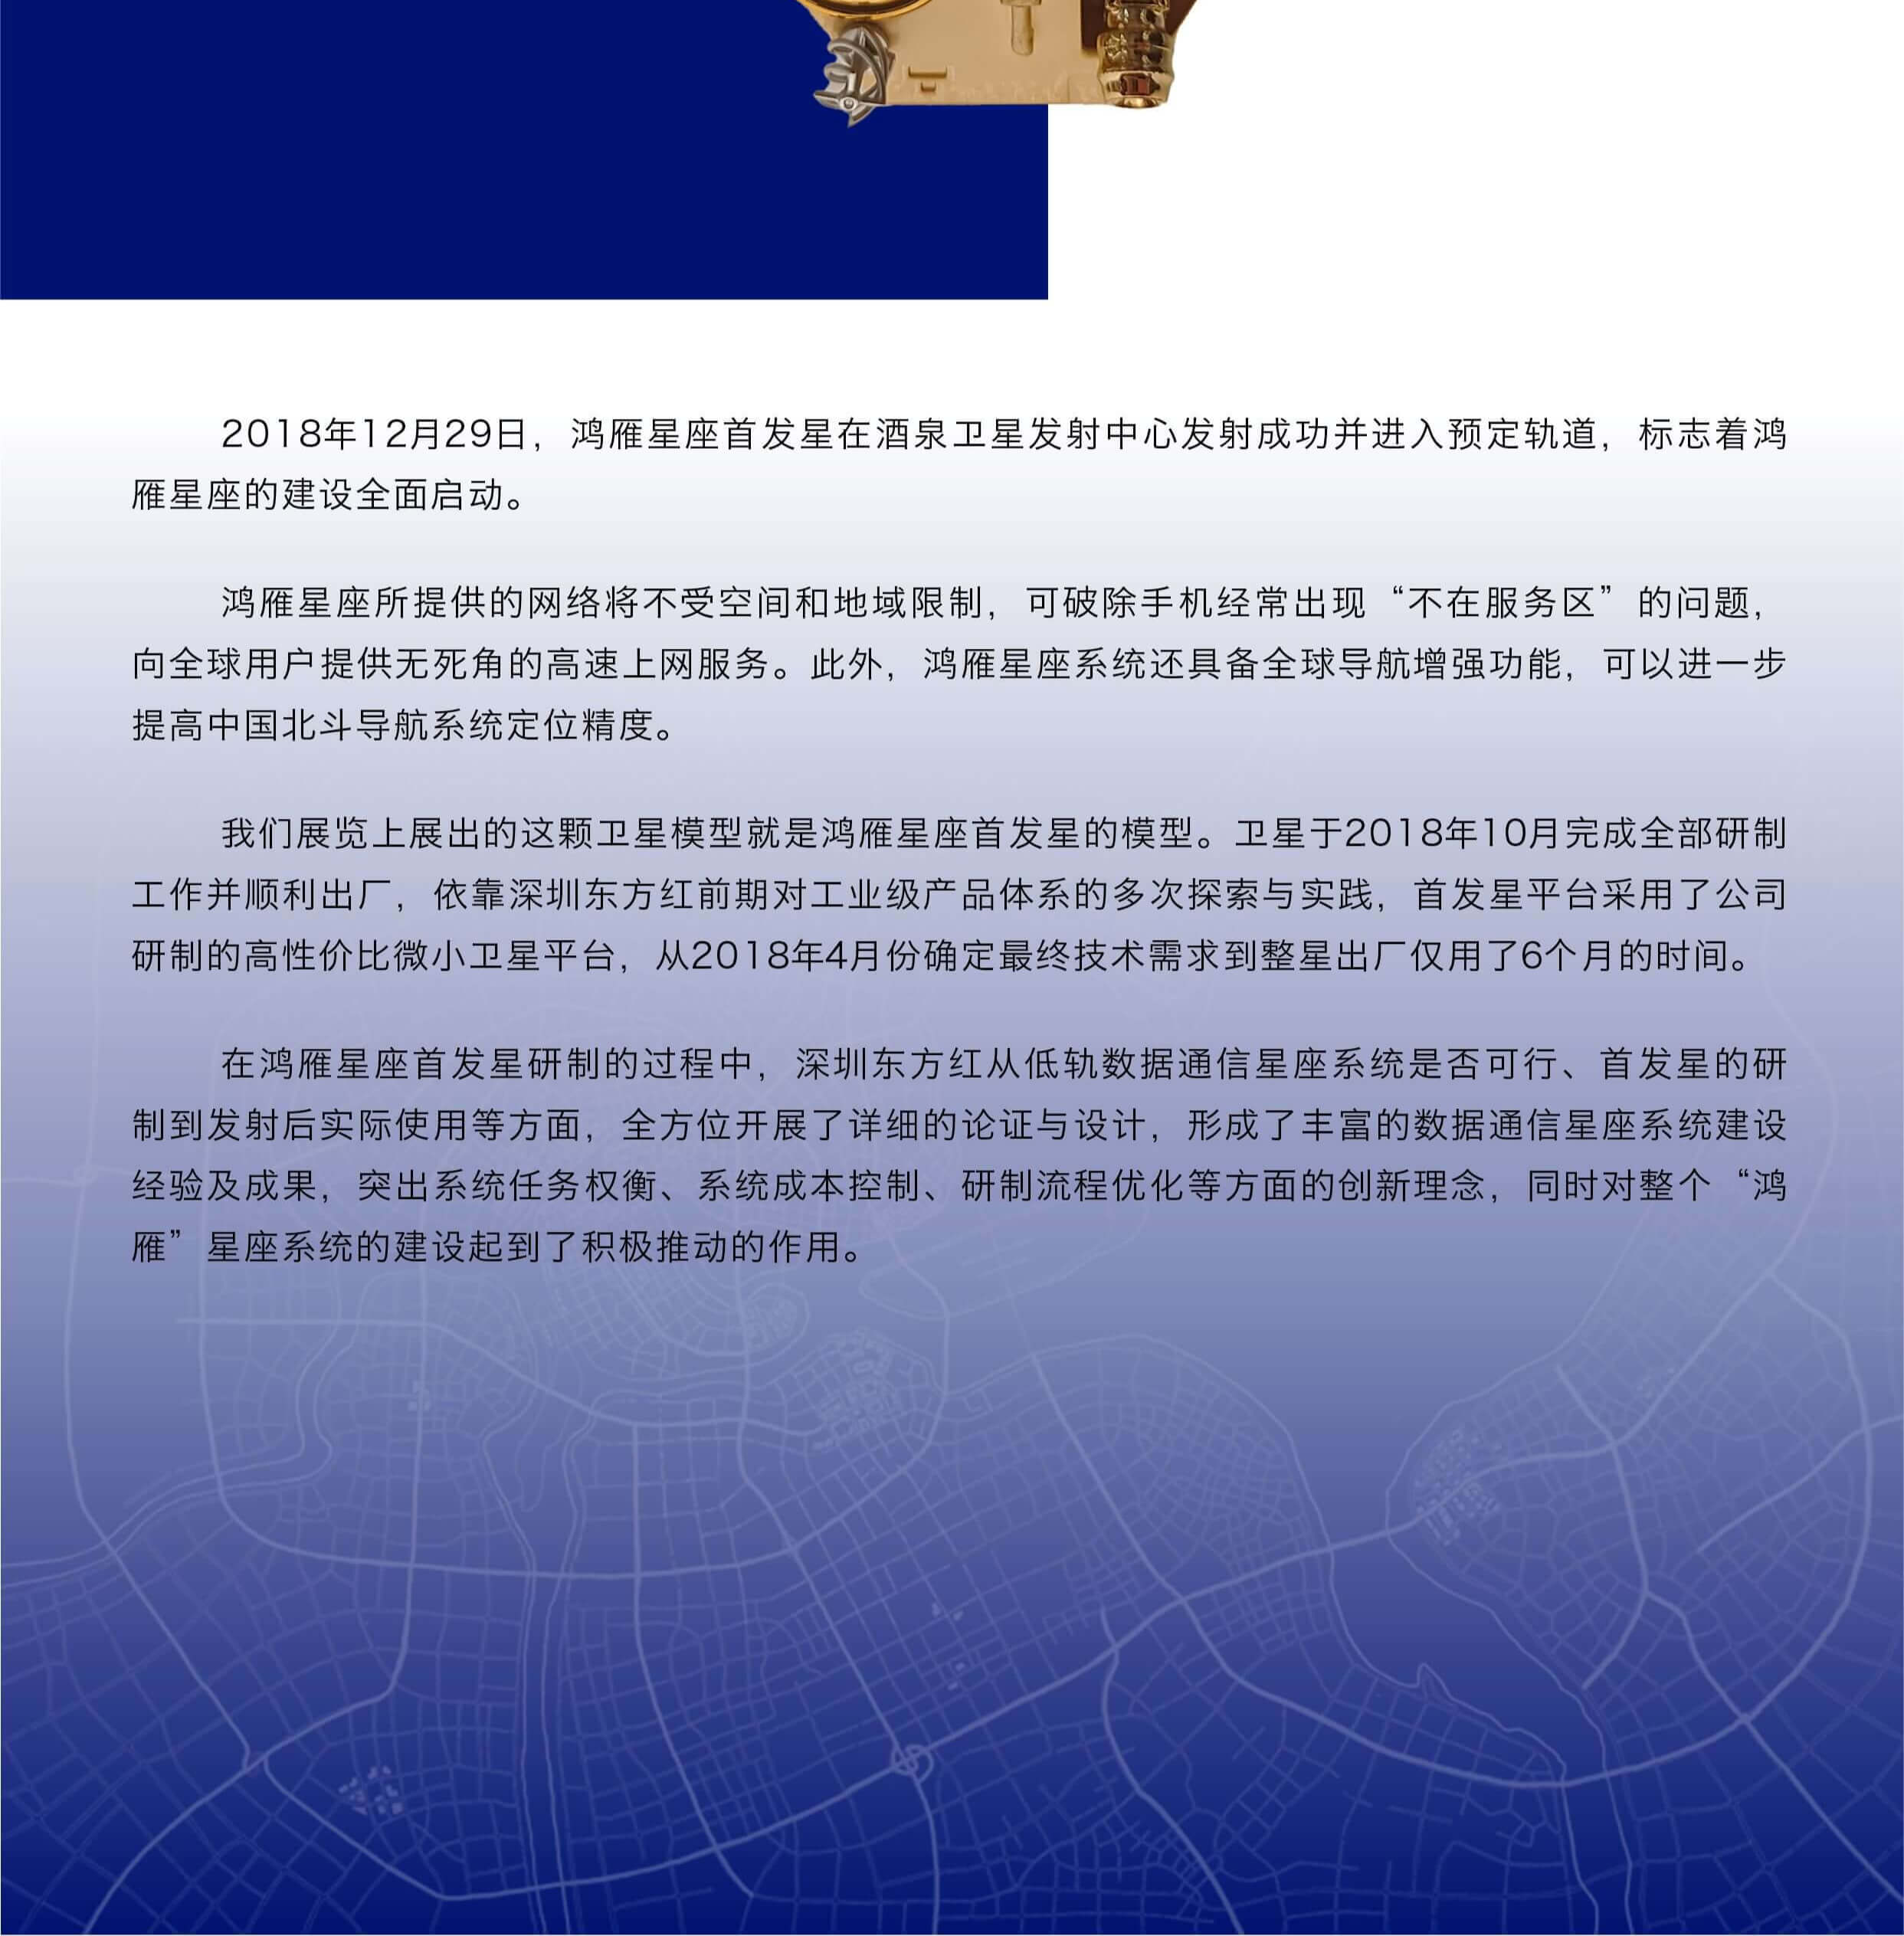 2018年12月29日，鸿雁星座首发星在酒泉卫星发射中心发射成功并进入预定轨道，标志着鸿
雁星座的建设全面启动。
鸿雁星座所提供的网络将不受空间和地域限制，可破除手机经常出现“不在服务区”的问题，
向全球用户提供无死角的高速上网服务。此外，鸿雁星座系统还具备全球导航增强功能，可以进一步
提高中国北斗导航系统定位精度。
我们展览上展出的这颗卫星模型就是鸿雁星座首发星的模型。卫星于2018年10月完成全部研制
工作并顺利出厂，依靠深圳东方红前期对工业级产品体系的多次探索与实践，首发星平台采用了公司
研制的高性价比微小卫星平台，从2018年4月份确定最终技术需求到整星出厂仅用了6个月的时间。
在鸿雁星座首发星研制的过程中，深圳东方红从低轨数据通信星座系统是否可行、首发星的研
制到发射后实际使用等方面，全方位开展了详细的论证与设计，形成了丰富的数据通信星座系统建设
经验及成果，突出系统任务权衡、系统成本控制、研制流程优化等方面的创新理念，同时对整个“鸿
雁”星座系统的建设起到了积极推动的作用。